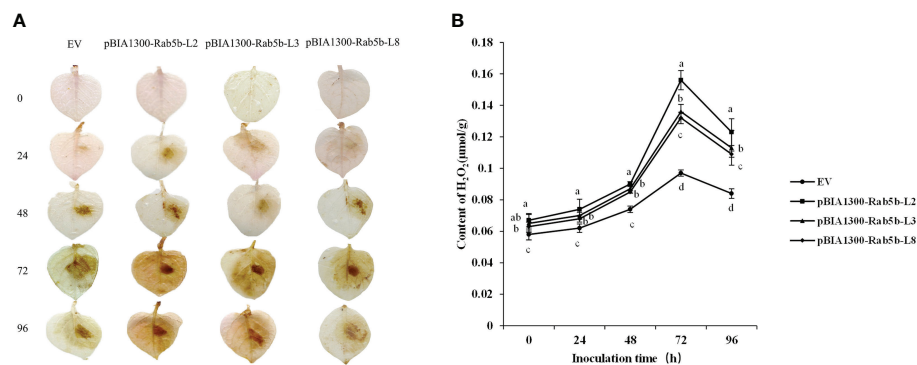 A
EV pBIA1300-Rab5b-L2 pBIA1300-Rab5b-L3 pBIA1300-Rab5b-L8
0
24
48
72
96
B
Content of H₂O₂(μmol/g)
0.18
0.16
0.14
0.12
0.10
0.08
0.06
0.04
0.02
0
a
a
b
a
a
b
c
c
ab
b
b
b
b
b
d
d
c
c
c
0 24 48 72 96
Inoculation time (h)
EV
pBIA1300-Rab5b-L2
pBIA1300-Rab5b-L3
pBIA1300-Rab5b-L8